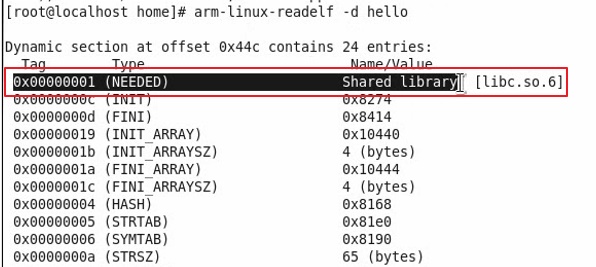 [root@localhost home]# arm-linux-readelf -d hello
Dynamic section at offset 0x44c contains 24 entries:
Tag Type Name/Value
0x00000001 (NEEDED) Shared library [libc.so.6]
0x0000000c (INIT) 0x8274
0x0000000d (FINI) 0x8414
0x00000019 (INIT_ARRAY) 0x10440
0x0000001b (INIT_ARRAYSZ) 4 (bytes)
0x0000001a (FINI_ARRAY) 0x10444
0x0000001c (FINI_ARRAYSZ) 4 (bytes)
0x00000004 (HASH) 0x8168
0x00000005 (STRTAB) 0x81e0
0x00000006 (SYMTAB) 0x8190
0x0000000a (STRSZ) 65 (bytes)